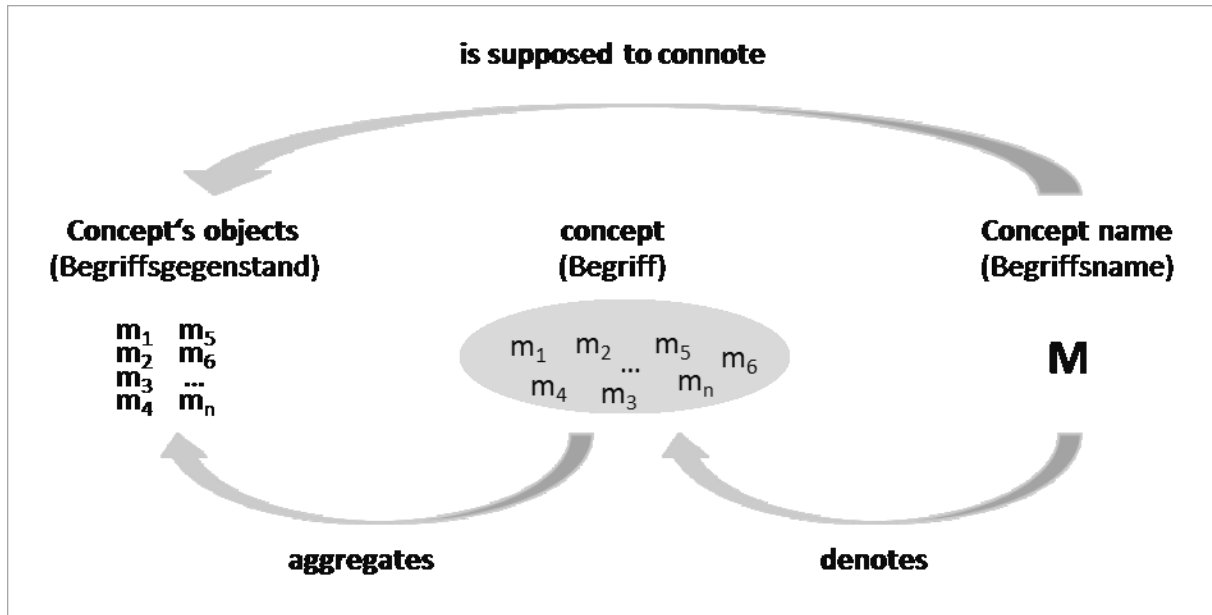 is supposed to connote
Concept‘s objects
(Begriffsgegenstand)
concept
(Begriff)
Concept name
(Begriffsname)
m₁ m₅
m₂ m₆
m₃ ...
m₄ mₙ
m₁ m₂ m₅ m₆
...
m₄ m₃ mₙ
M
aggregates
denotes